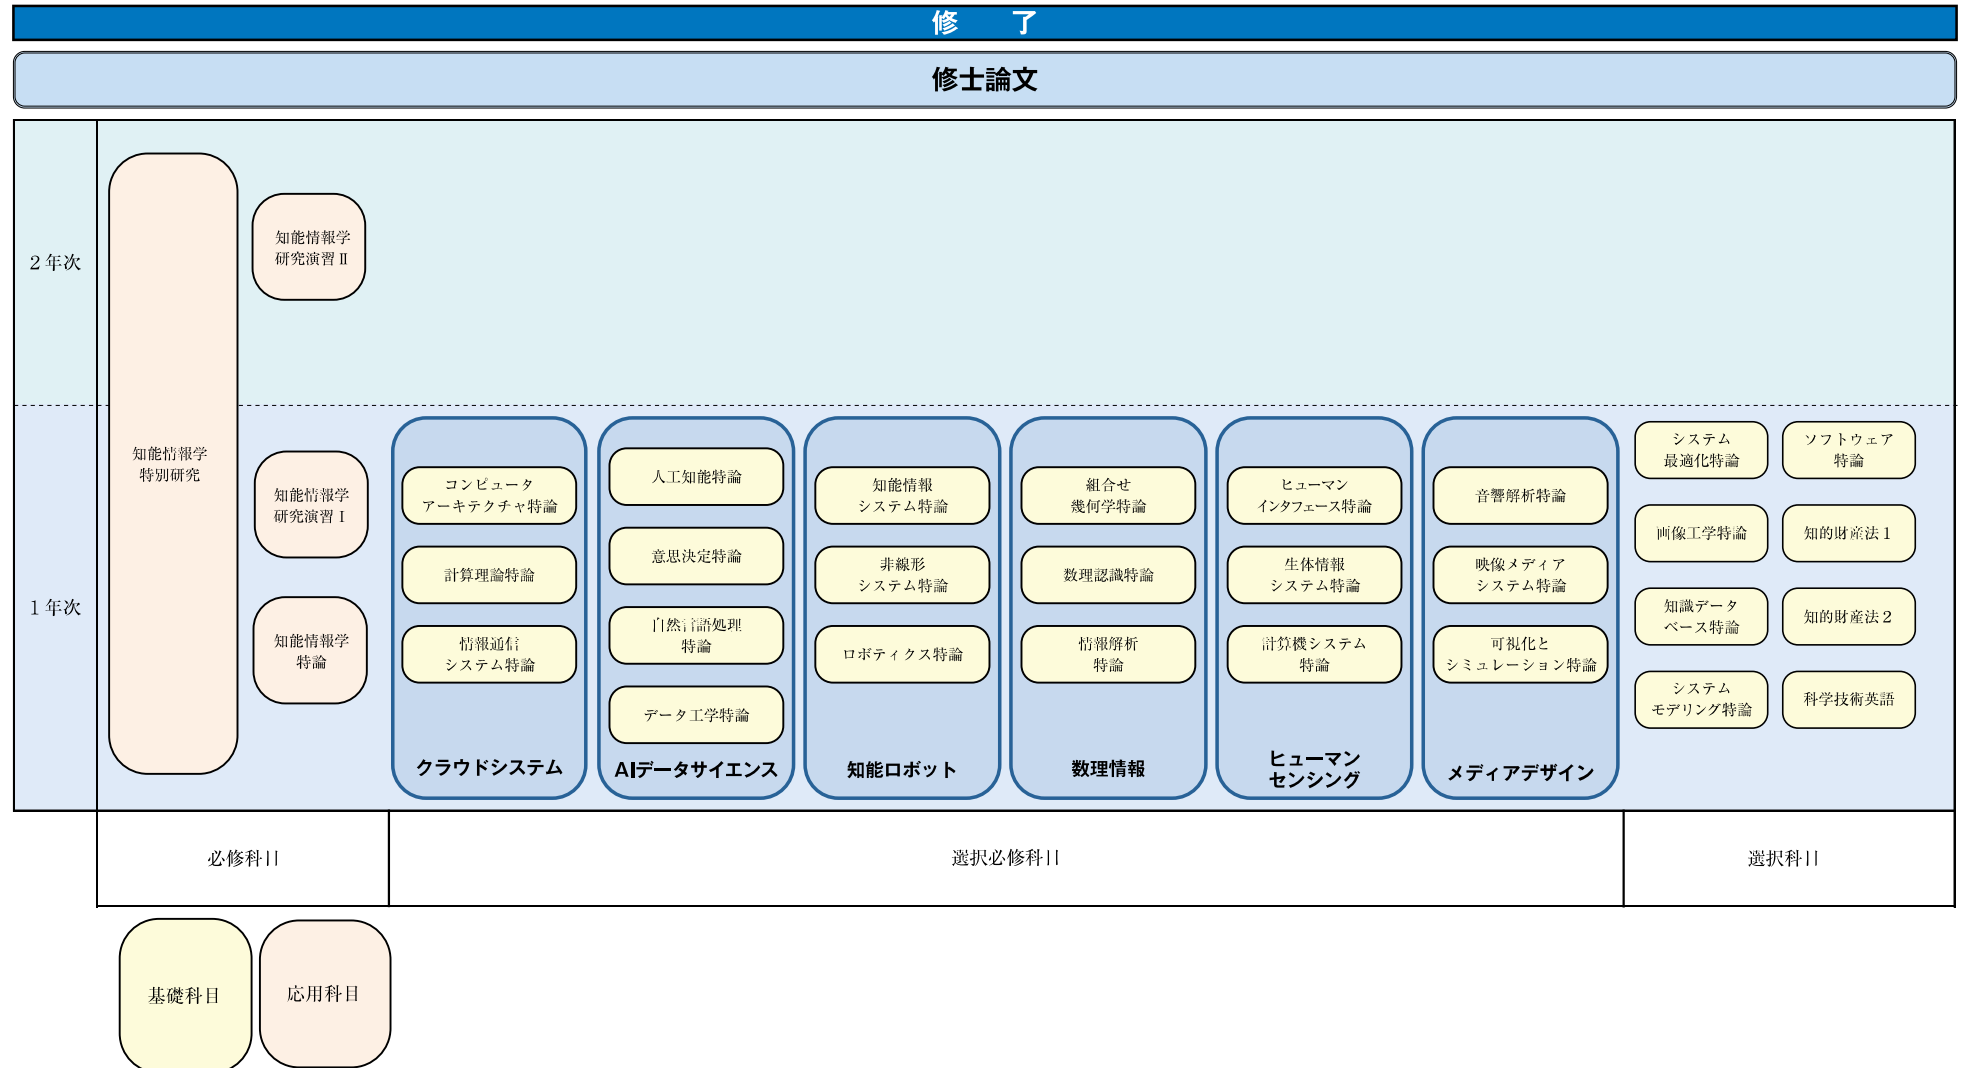 修 了
修士論文
2年次
知能情報学
特別研究
知能情報学
研究演習Ⅱ
1年次
知能情報学
研究演習Ⅰ
知能情報学
特論
コンピュータ
アーキテクチャ特論
計算理論特論
情報通信
システム特論
クラウドシステム
人工知能特論
意思決定特論
自然言語処理
特論
データ工学特論
AIデータサイエンス
知能情報
システム特論
非線形
システム特論
ロボティクス特論
知能ロボット
組合せ
幾何学特論
数理認識特論
情報解析
特論
数理情報
ヒューマン
インタフェース特論
生体情報
システム特論
計算機システム
特論
ヒューマン
センシング
音響解析特論
映像メディア
システム特論
可視化と
シミュレーション特論
メディアデザイン
システム
最適化特論
ソフトウェア
特論
画像工学特論
知的財産法1
知識データ
ベース特論
知的財産法2
システム
モデリング特論
科学技術英語
必修科目
選択必修科目
選択科目
基礎科目
応用科目